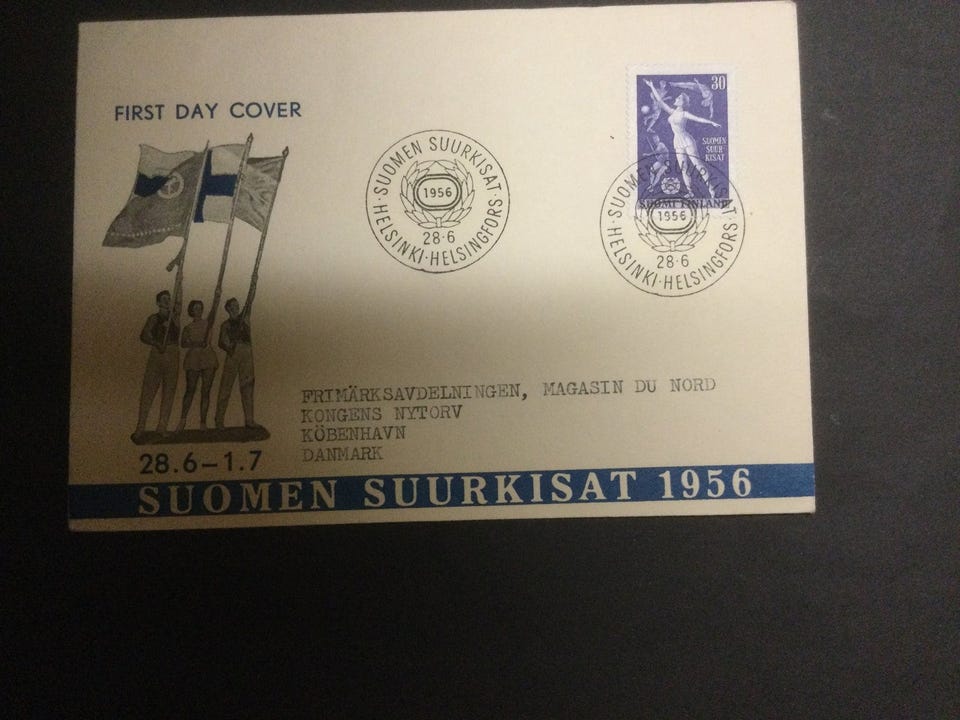 FIRST DAY COVER
·SUOMEN SUURKISAT·
1956
28·6
HELSINKI·HELSINGFORS
30
SUOMEN
SUUR
KISAT
SUOMI FINLAND
·SUOMEN SUURKISAT·
1956
28·6
HELSINKI·HELSINGFORS
FRIMÄRKSAVDELNINGEN, MAGASIN DU NORD
KONGENS NYTORV
KÖBENHAVN
DANMARK
28.6–1.7
SUOMEN SUURKISAT 1956